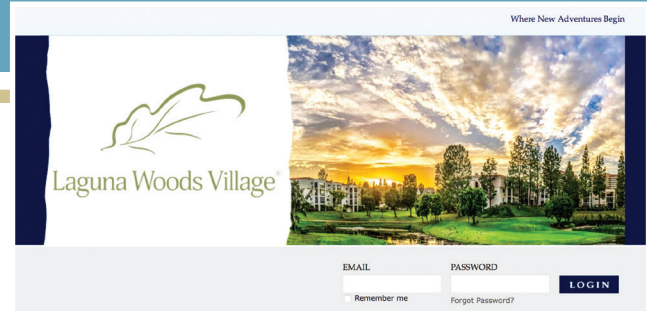 Where New Adventures Begin
Laguna Woods Village®
EMAIL
PASSWORD
LOGIN
Remember me
Forgot Password?